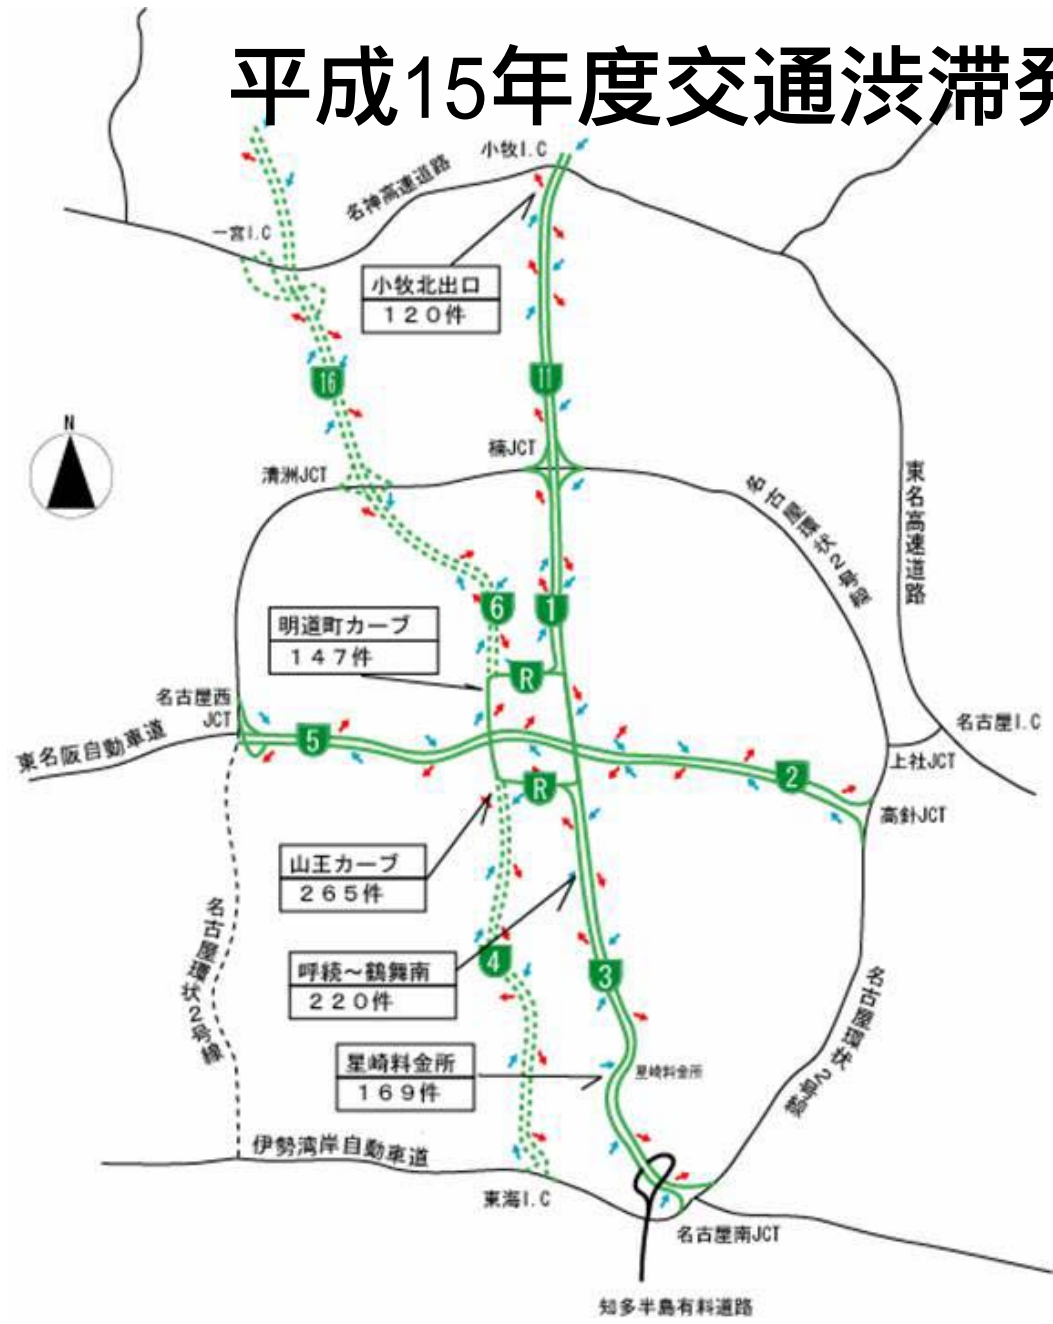 平成15年度交通渋滞発
小牧I.C
名神高速道路
一宮I.C
小牧北出口
120件
16
11
N
楠JCT
清洲JCT
名古屋環状2号線
東名高速道路
6
1
明道町カーブ
147件
R
名古屋西
JCT
東名阪自動車道
5
名古屋I.C
上社JCT
2
R
高針JCT
山王カーブ
265件
名古屋環状2号線
4
呼続～鶴舞南
220件
3
名古屋環状2号線
星崎料金所
169件
星崎料金所
伊勢湾岸自動車道
東海I.C
名古屋南JCT
知多半島有料道路